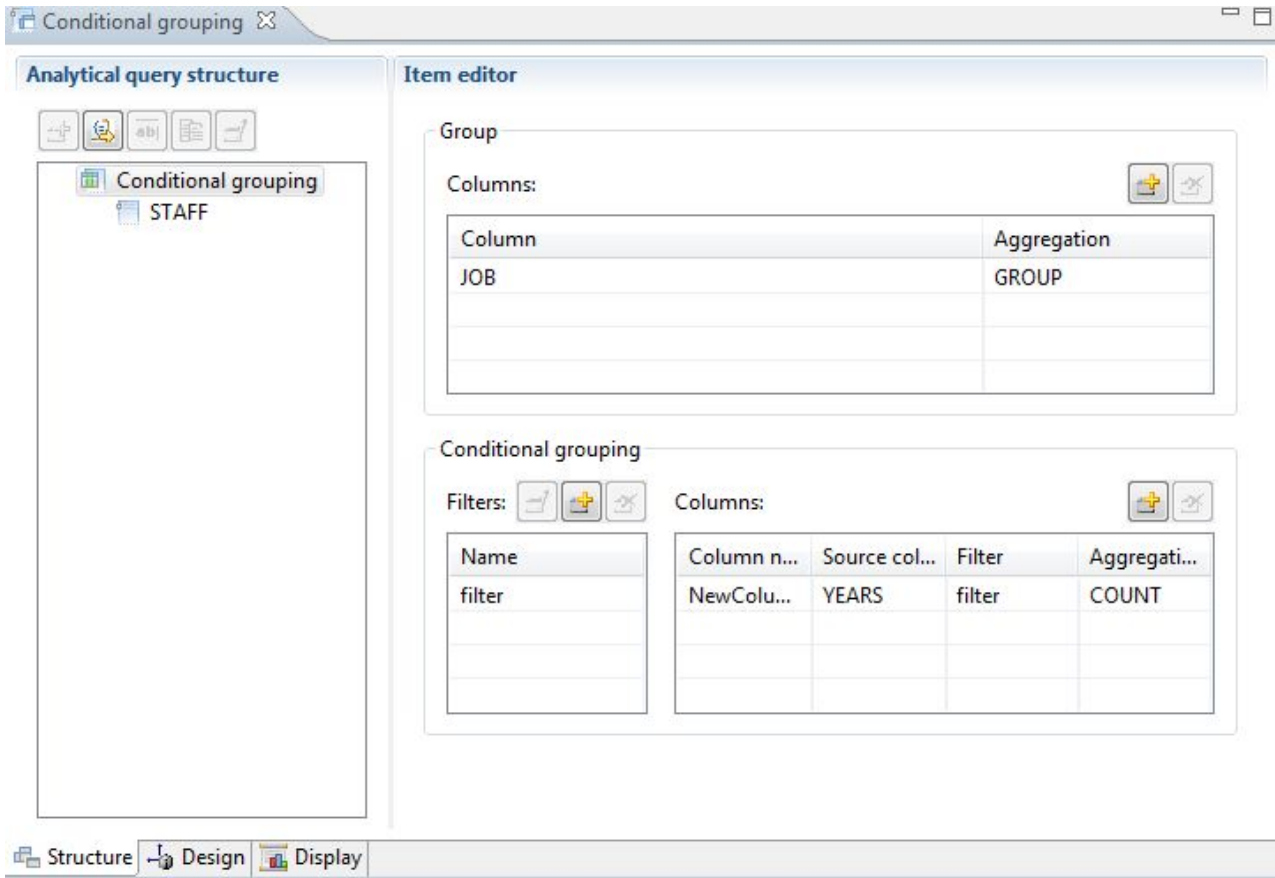 Conditional grouping
Analytical query structure
Item editor
ab|
Conditional grouping
STAFF
Group
Columns:
Column Aggregation
JOB GROUP
Conditional grouping
Filters: Columns:
Name
filter
Column n... Source col... Filter Aggregati...
NewColu... YEARS filter COUNT
Structure Design Display